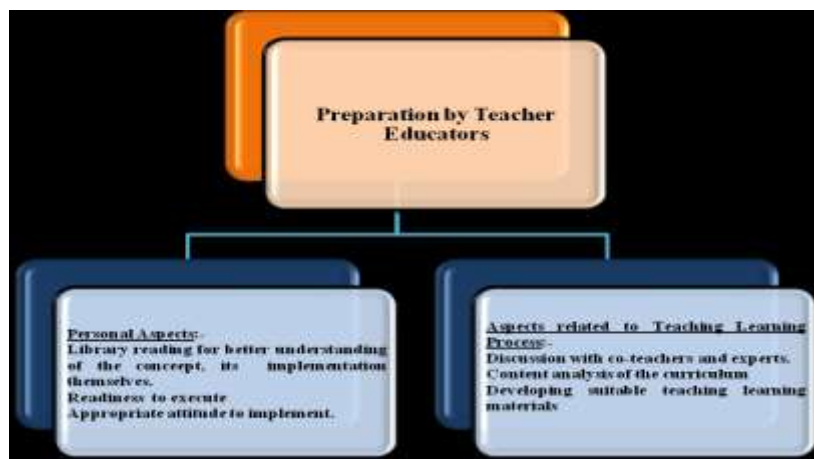 Preparation by Teacher
Educators
Personal Aspects:-
Library reading for better understanding
of the concept, its implementation
themselves.
Readiness to execute
Appropriate attitude to implement.
Aspects related to Teaching Learning
Process:-
Discussion with co-teachers and experts.
Content analysis of the curriculum
Developing suitable teaching learning
materials